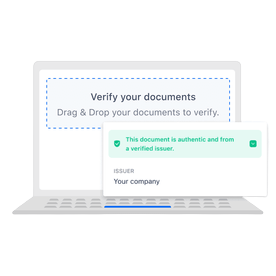 Verify your documents
Drag & Drop your documents to verify.
This document is authentic and from
a verified issuer.
ISSUER
Your company